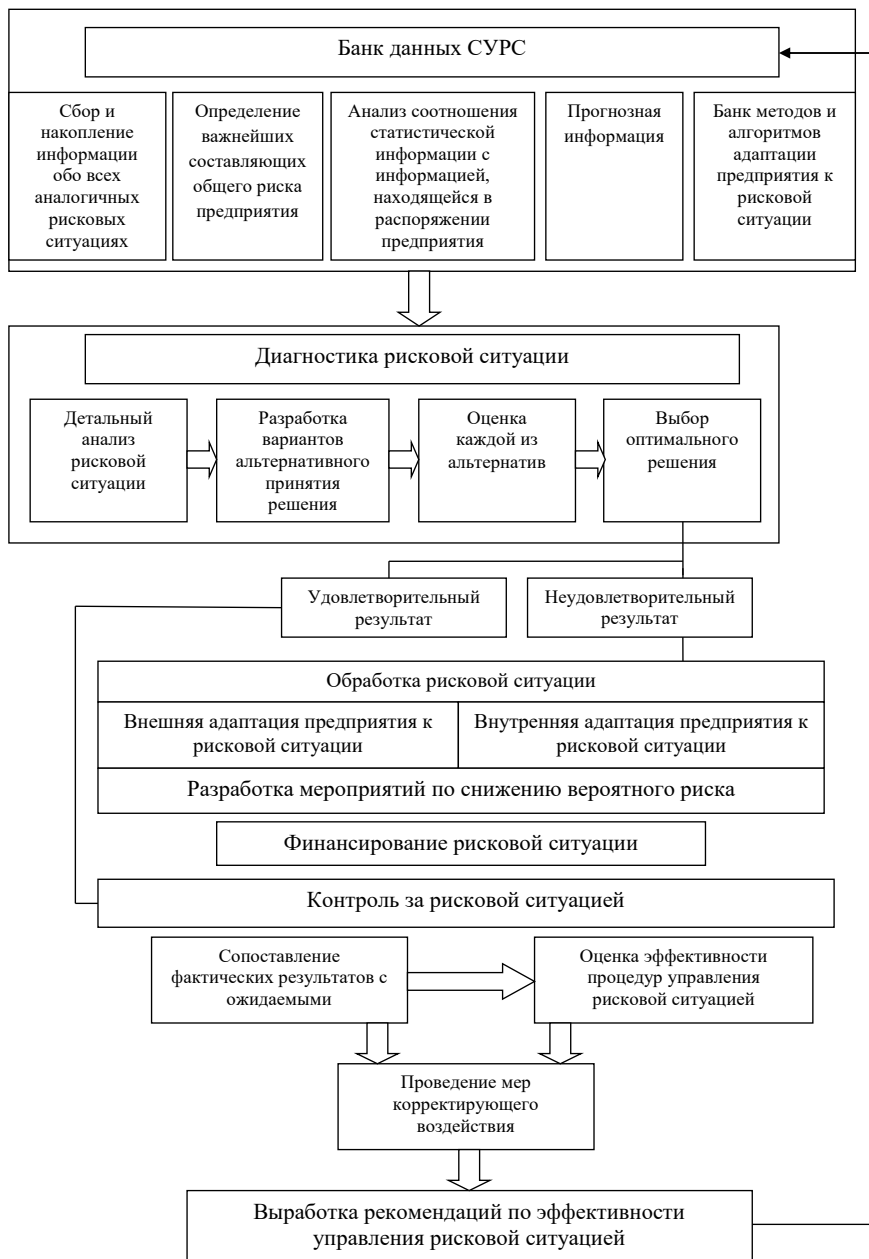 Банк данных СУРС
Сбор и
накопление
информации
обо всех
аналогичных
рисковых
ситуациях
Определение
важнейших
составляющих
общего риска
предприятия
Анализ соотношения
статистической
информации с
информацией,
находящейся в
распоряжении
предприятия
Прогнозная
информация
Банк методов и
алгоритмов
адаптации
предприятия к
рисковой
ситуации
Диагностика рисковой ситуации
Детальный
анализ
рисковой
ситуации
Разработка
вариантов
альтернативного
принятия
решения
Оценка
каждой из
альтернатив
Выбор
оптимального
решения
Удовлетворительный
результат
Неудовлетворительный
результат
Обработка рисковой ситуации
Внешняя адаптация предприятия к
рисковой ситуации
Внутренняя адаптация предприятия к
рисковой ситуации
Разработка мероприятий по снижению вероятного риска
Финансирование рисковой ситуации
Контроль за рисковой ситуацией
Сопоставление
фактических результатов с
ожидаемыми
Оценка эффективности
процедур управления
рисковой ситуацией
Проведение мер
корректирующего
воздействия
Выработка рекомендаций по эффективности
управления рисковой ситуацией